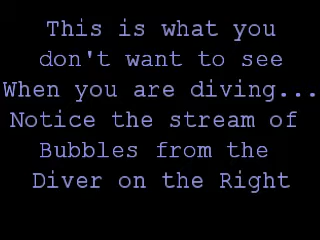 This is what you
don't want to see
When you are diving...
Notice the stream of
Bubbles from the
Diver on the Right